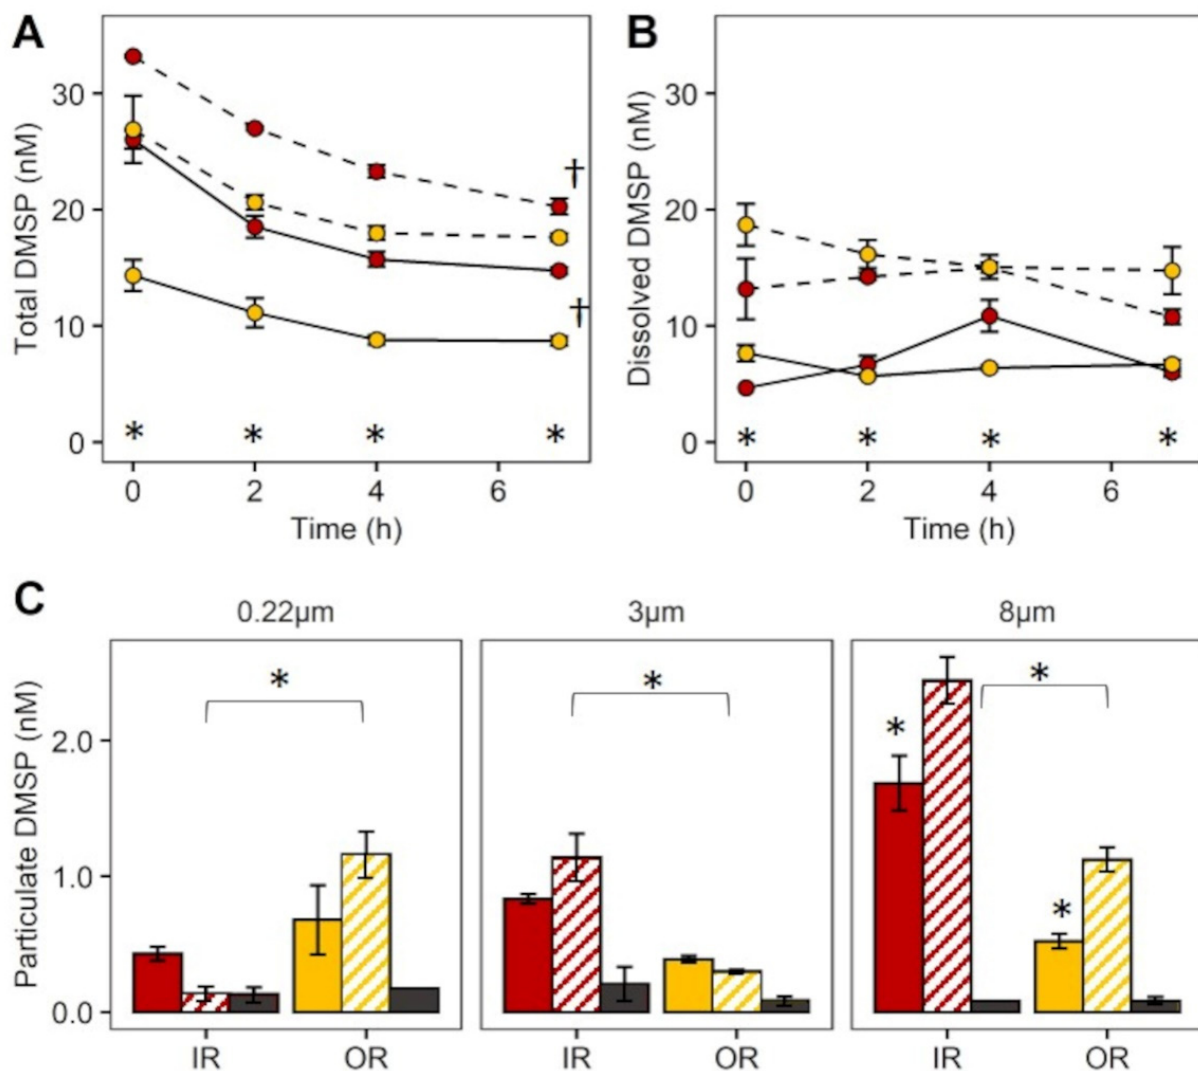 A
Total DMSP (nM)
30
20
10
0
†
†
* * * *
0 2 4 6
Time (h)
B
Dissolved DMSP (nM)
30
20
10
0
* * * *
0 2 4 6
Time (h)
C
0.22µm 3µm 8µm
Particulate DMSP (nM)
2.0
1.0
0.0
* * *
*
*
IR OR IR OR IR OR